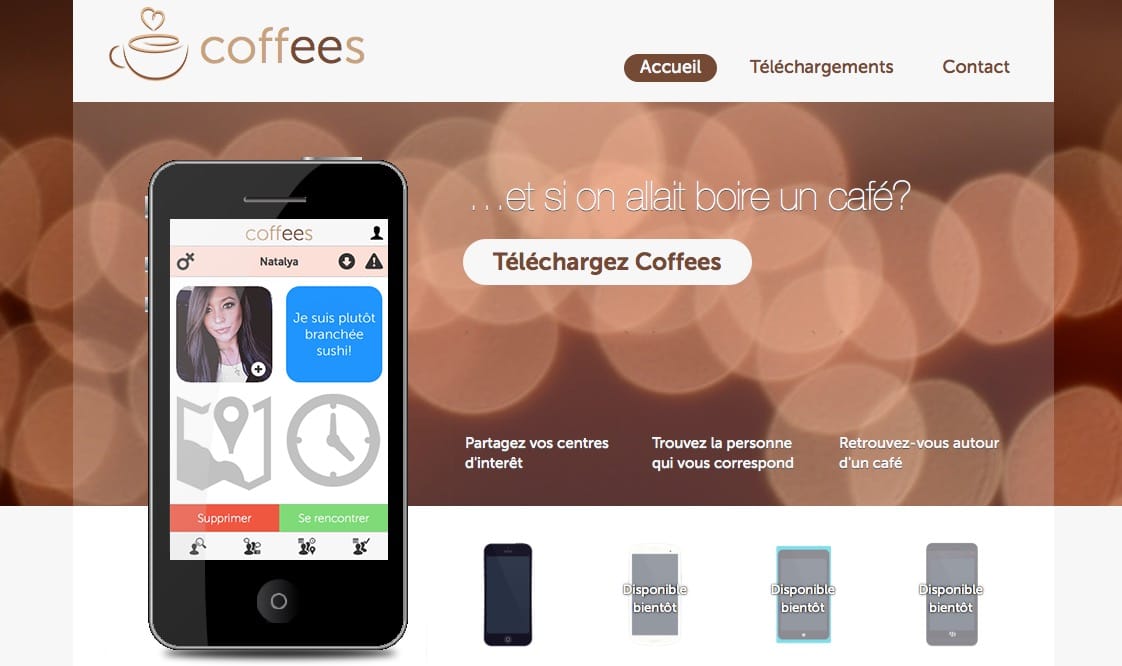 coffees
Accueil
Téléchargements
Contact
...et si on allait boire un café?
Téléchargez Coffees
coffees
Natalya
Je suis plutôt
branchée
sushi!
Supprimer
Se rencontrer
Partagez vos centres
d'interêt
Trouvez la personne
qui vous correspond
Retrouvez-vous autour
d'un café
Disponible
bientôt
Disponible
bientôt
Disponible
bientôt